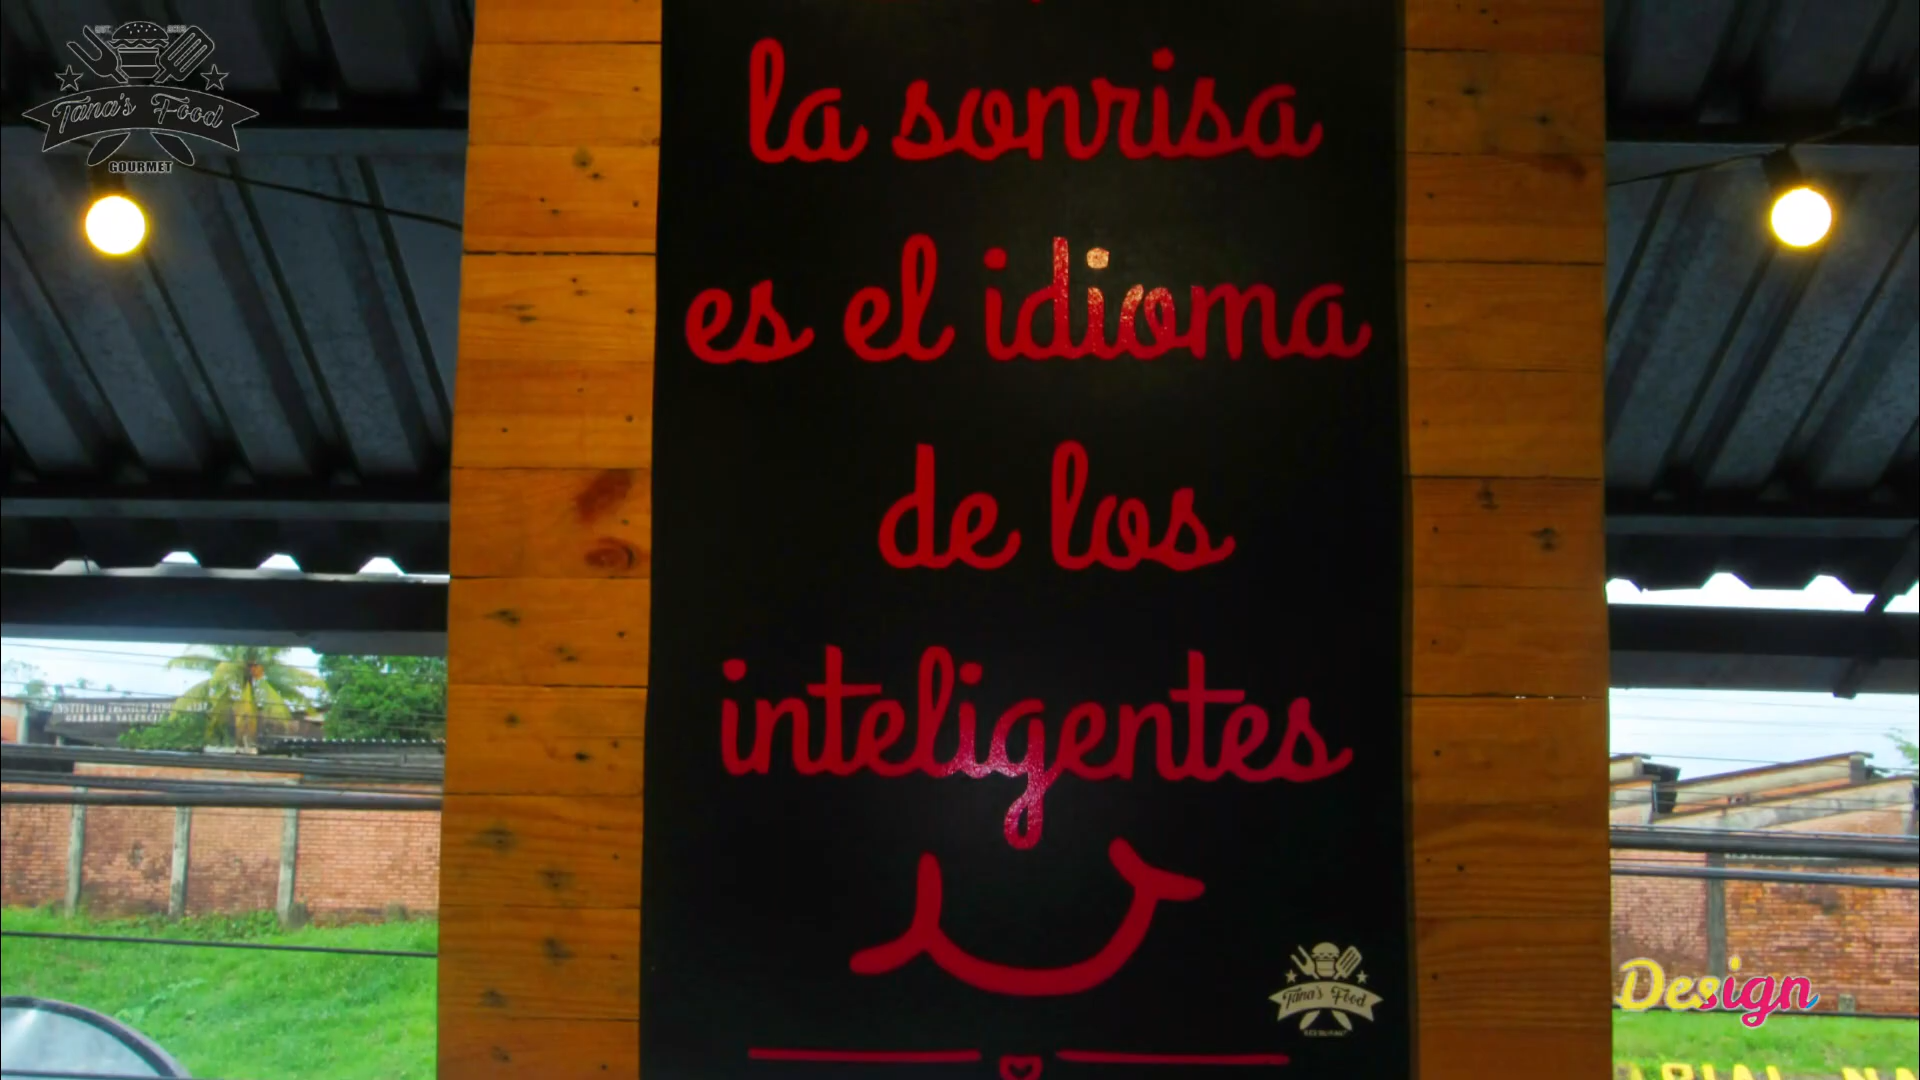 Tana's Food
GOURMET
la sonrisa
es el idioma
de los
inteligentes
Tana's Food
Design